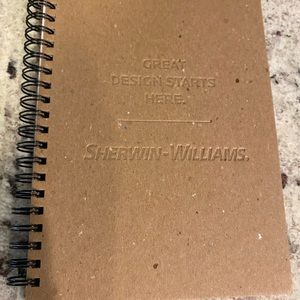 GREAT
DESIGN STARTS
HERE.
SHERWIN-WILLIAMS.